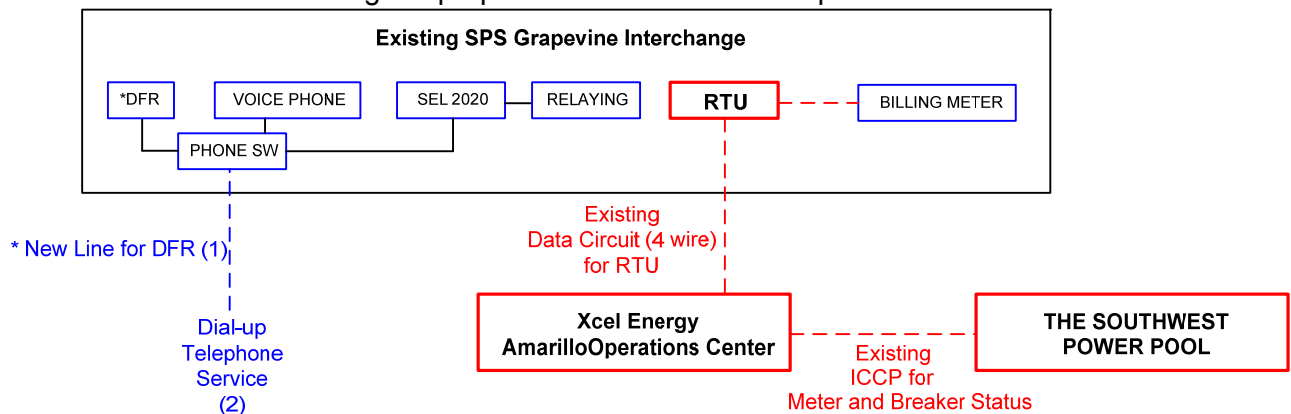 Existing SPS Grapevine Interchange
*DFR
VOICE PHONE
SEL 2020
RELAYING
RTU
BILLING METER
PHONE SW
* New Line for DFR (1)
Existing
Data Circuit (4 wire)
for RTU
Dial-up
Telephone
Service
(2)
Xcel Energy
AmarilloOperations Center
Existing
ICCP for
Meter and Breaker Status
THE SOUTHWEST
POWER POOL